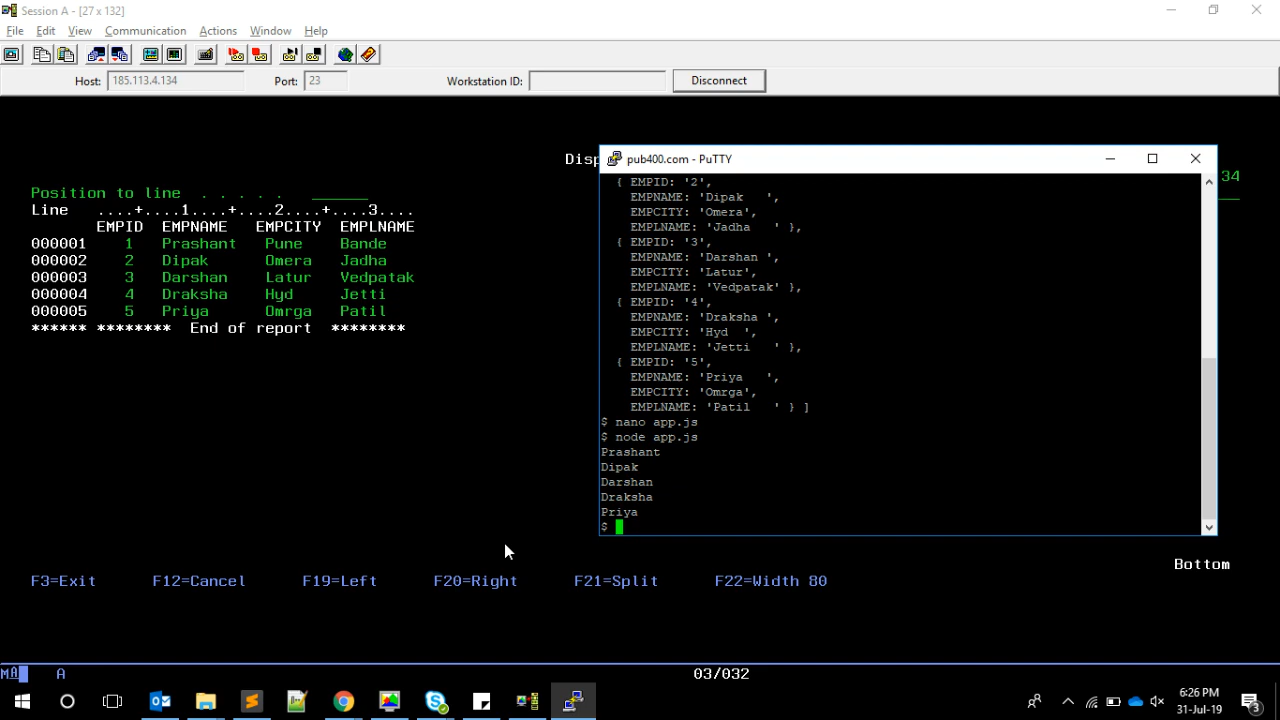 Session A - [27 x 132]
File Edit View Communication Actions Window Help
Host: 185.113.4.134 Port: 23 Workstation ID: Disconnect
Position to line . . . . .
Line ....+....1....+....2....+....3....
EMPID EMPNAME EMPCITY EMPLNAME
000001 1 Prashant Pune Bande
000002 2 Dipak Omera Jadha
000003 3 Darshan Latur Vedpatak
000004 4 Draksha Hyd Jetti
000005 5 Priya Omrga Patil
****** ******** End of report ********
Disp
34
pub400.com - PuTTY
{ EMPID: '2',
EMPNAME: 'Dipak   ',
EMPCITY: 'Omera',
EMPLNAME: 'Jadha   ' },
{ EMPID: '3',
EMPNAME: 'Darshan ',
EMPCITY: 'Latur',
EMPLNAME: 'Vedpatak' },
{ EMPID: '4',
EMPNAME: 'Draksha ',
EMPCITY: 'Hyd  ',
EMPLNAME: 'Jetti   ' },
{ EMPID: '5',
EMPNAME: 'Priya   ',
EMPCITY: 'Omrga',
EMPLNAME: 'Patil   ' } ]
$ nano app.js
$ node app.js
Prashant
Dipak
Darshan
Draksha
Priya
$
Bottom
F3=Exit F12=Cancel F19=Left F20=Right F21=Split F22=Width 80
MA A 03/032
6:26 PM
31-Jul-19
3